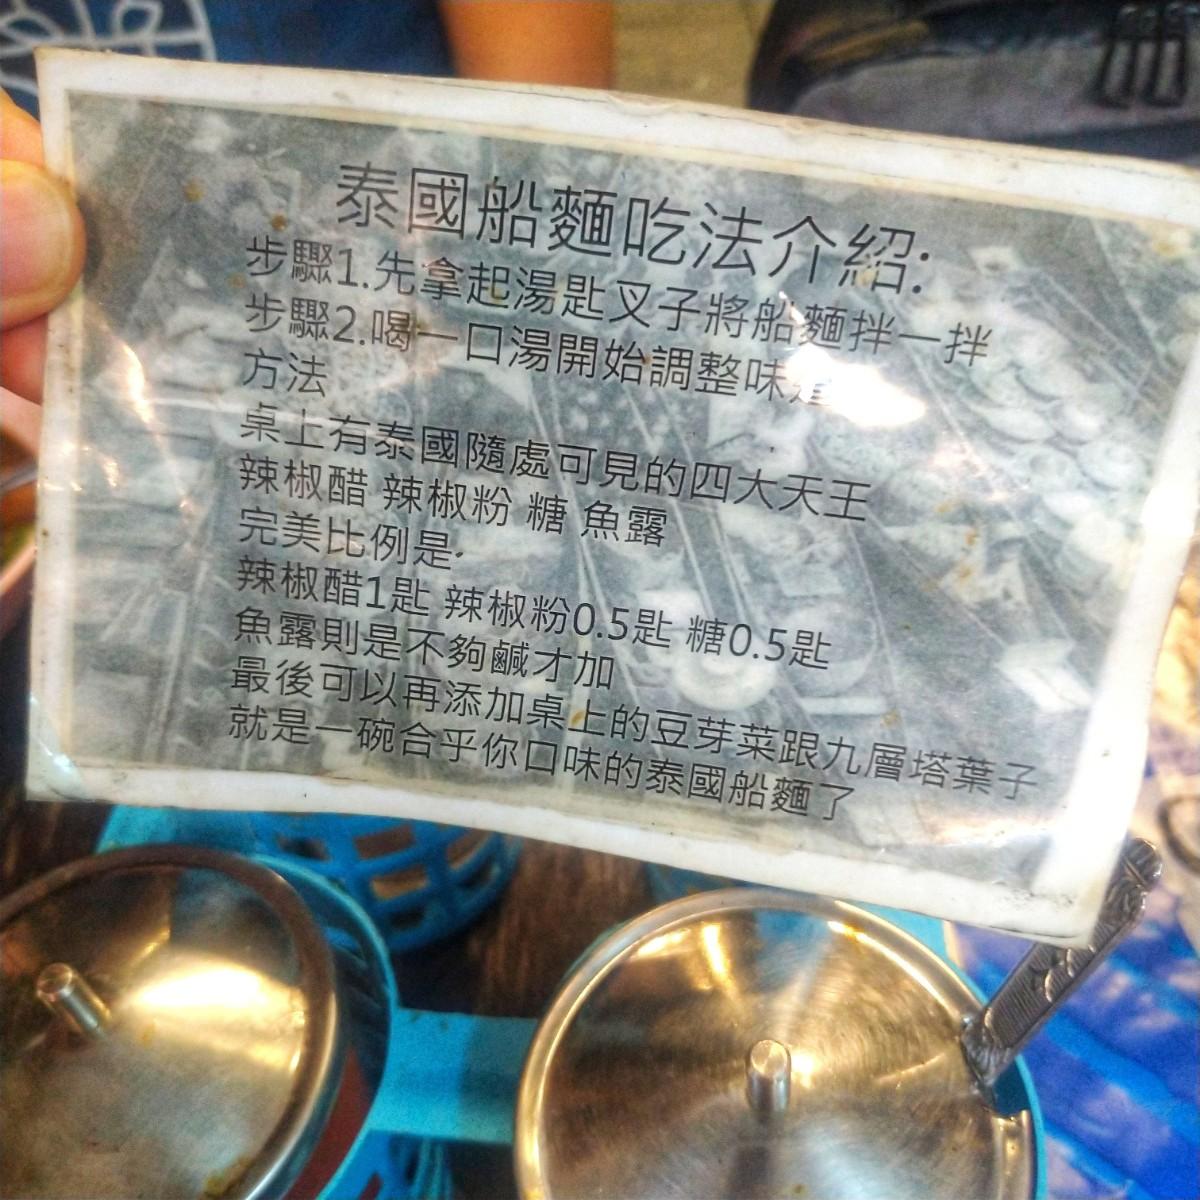 泰國船麵吃法介紹:
步驟1.先拿起湯匙叉子將船麵拌一拌
步驟2.喝一口湯開始調整味
方法
桌上有泰國隨處可見的四大天王
辣椒醋 辣椒粉 糖 魚露
完美比例是
辣椒醋1匙 辣椒粉0.5匙 糖0.5匙
魚露則是不夠鹹才加
最後可以再添加桌上的豆芽菜跟九層塔葉子
就是一碗合乎你口味的泰國船麵了